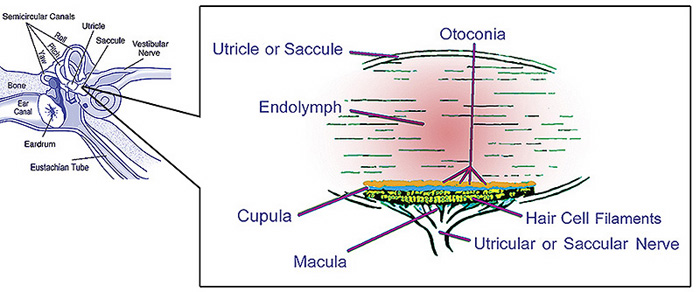 Semicircular Canals
Utricle
Saccule
Roll
Pitch
Yaw
Vestibular
Nerve
Bone
Ear
Canal
Eardrum
Eustachian Tube
Otoconia
Utricle or Saccule
Endolymph
Cupula
Hair Cell Filaments
Utricular or Saccular Nerve
Macula